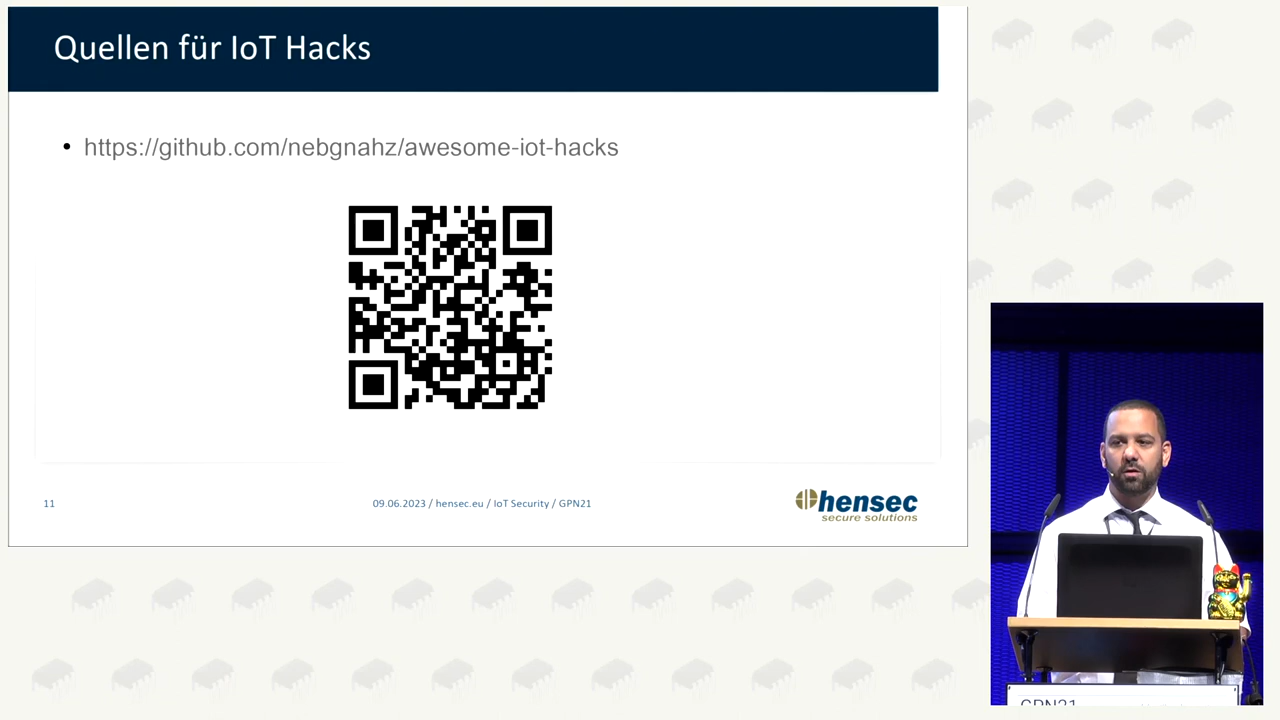 Quellen für IoT Hacks
• https://github.com/nebgnahz/awesome-iot-hacks
11
09.06.2023 / hensec.eu / IoT Security / GPN21
hensec
secure solutions
GPN21